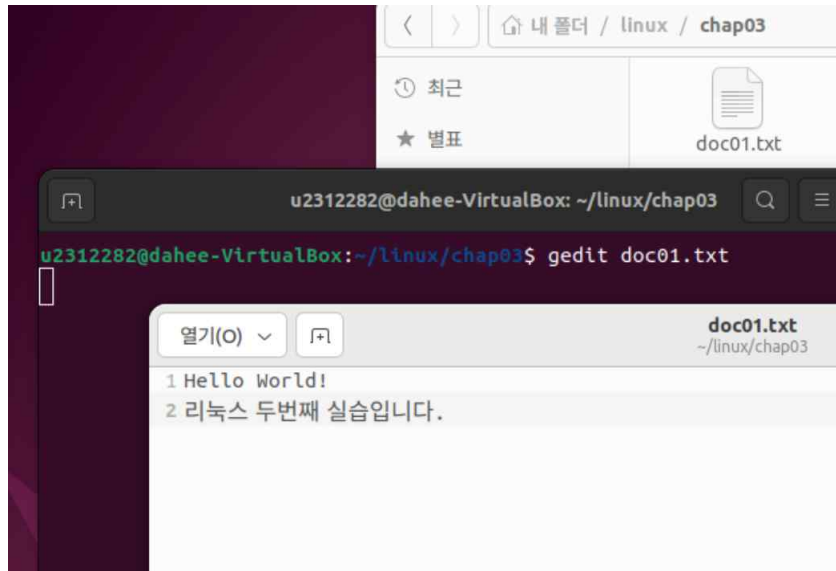 내 폴더 / linux / chap03
최근
별표
doc01.txt
u2312282@dahee-VirtualBox: ~/linux/chap03
u2312282@dahee-VirtualBox:~/linux/chap03$ gedit doc01.txt
열기(O)
doc01.txt
~/linux/chap03
1 Hello World!
2 리눅스 두번째 실습입니다.